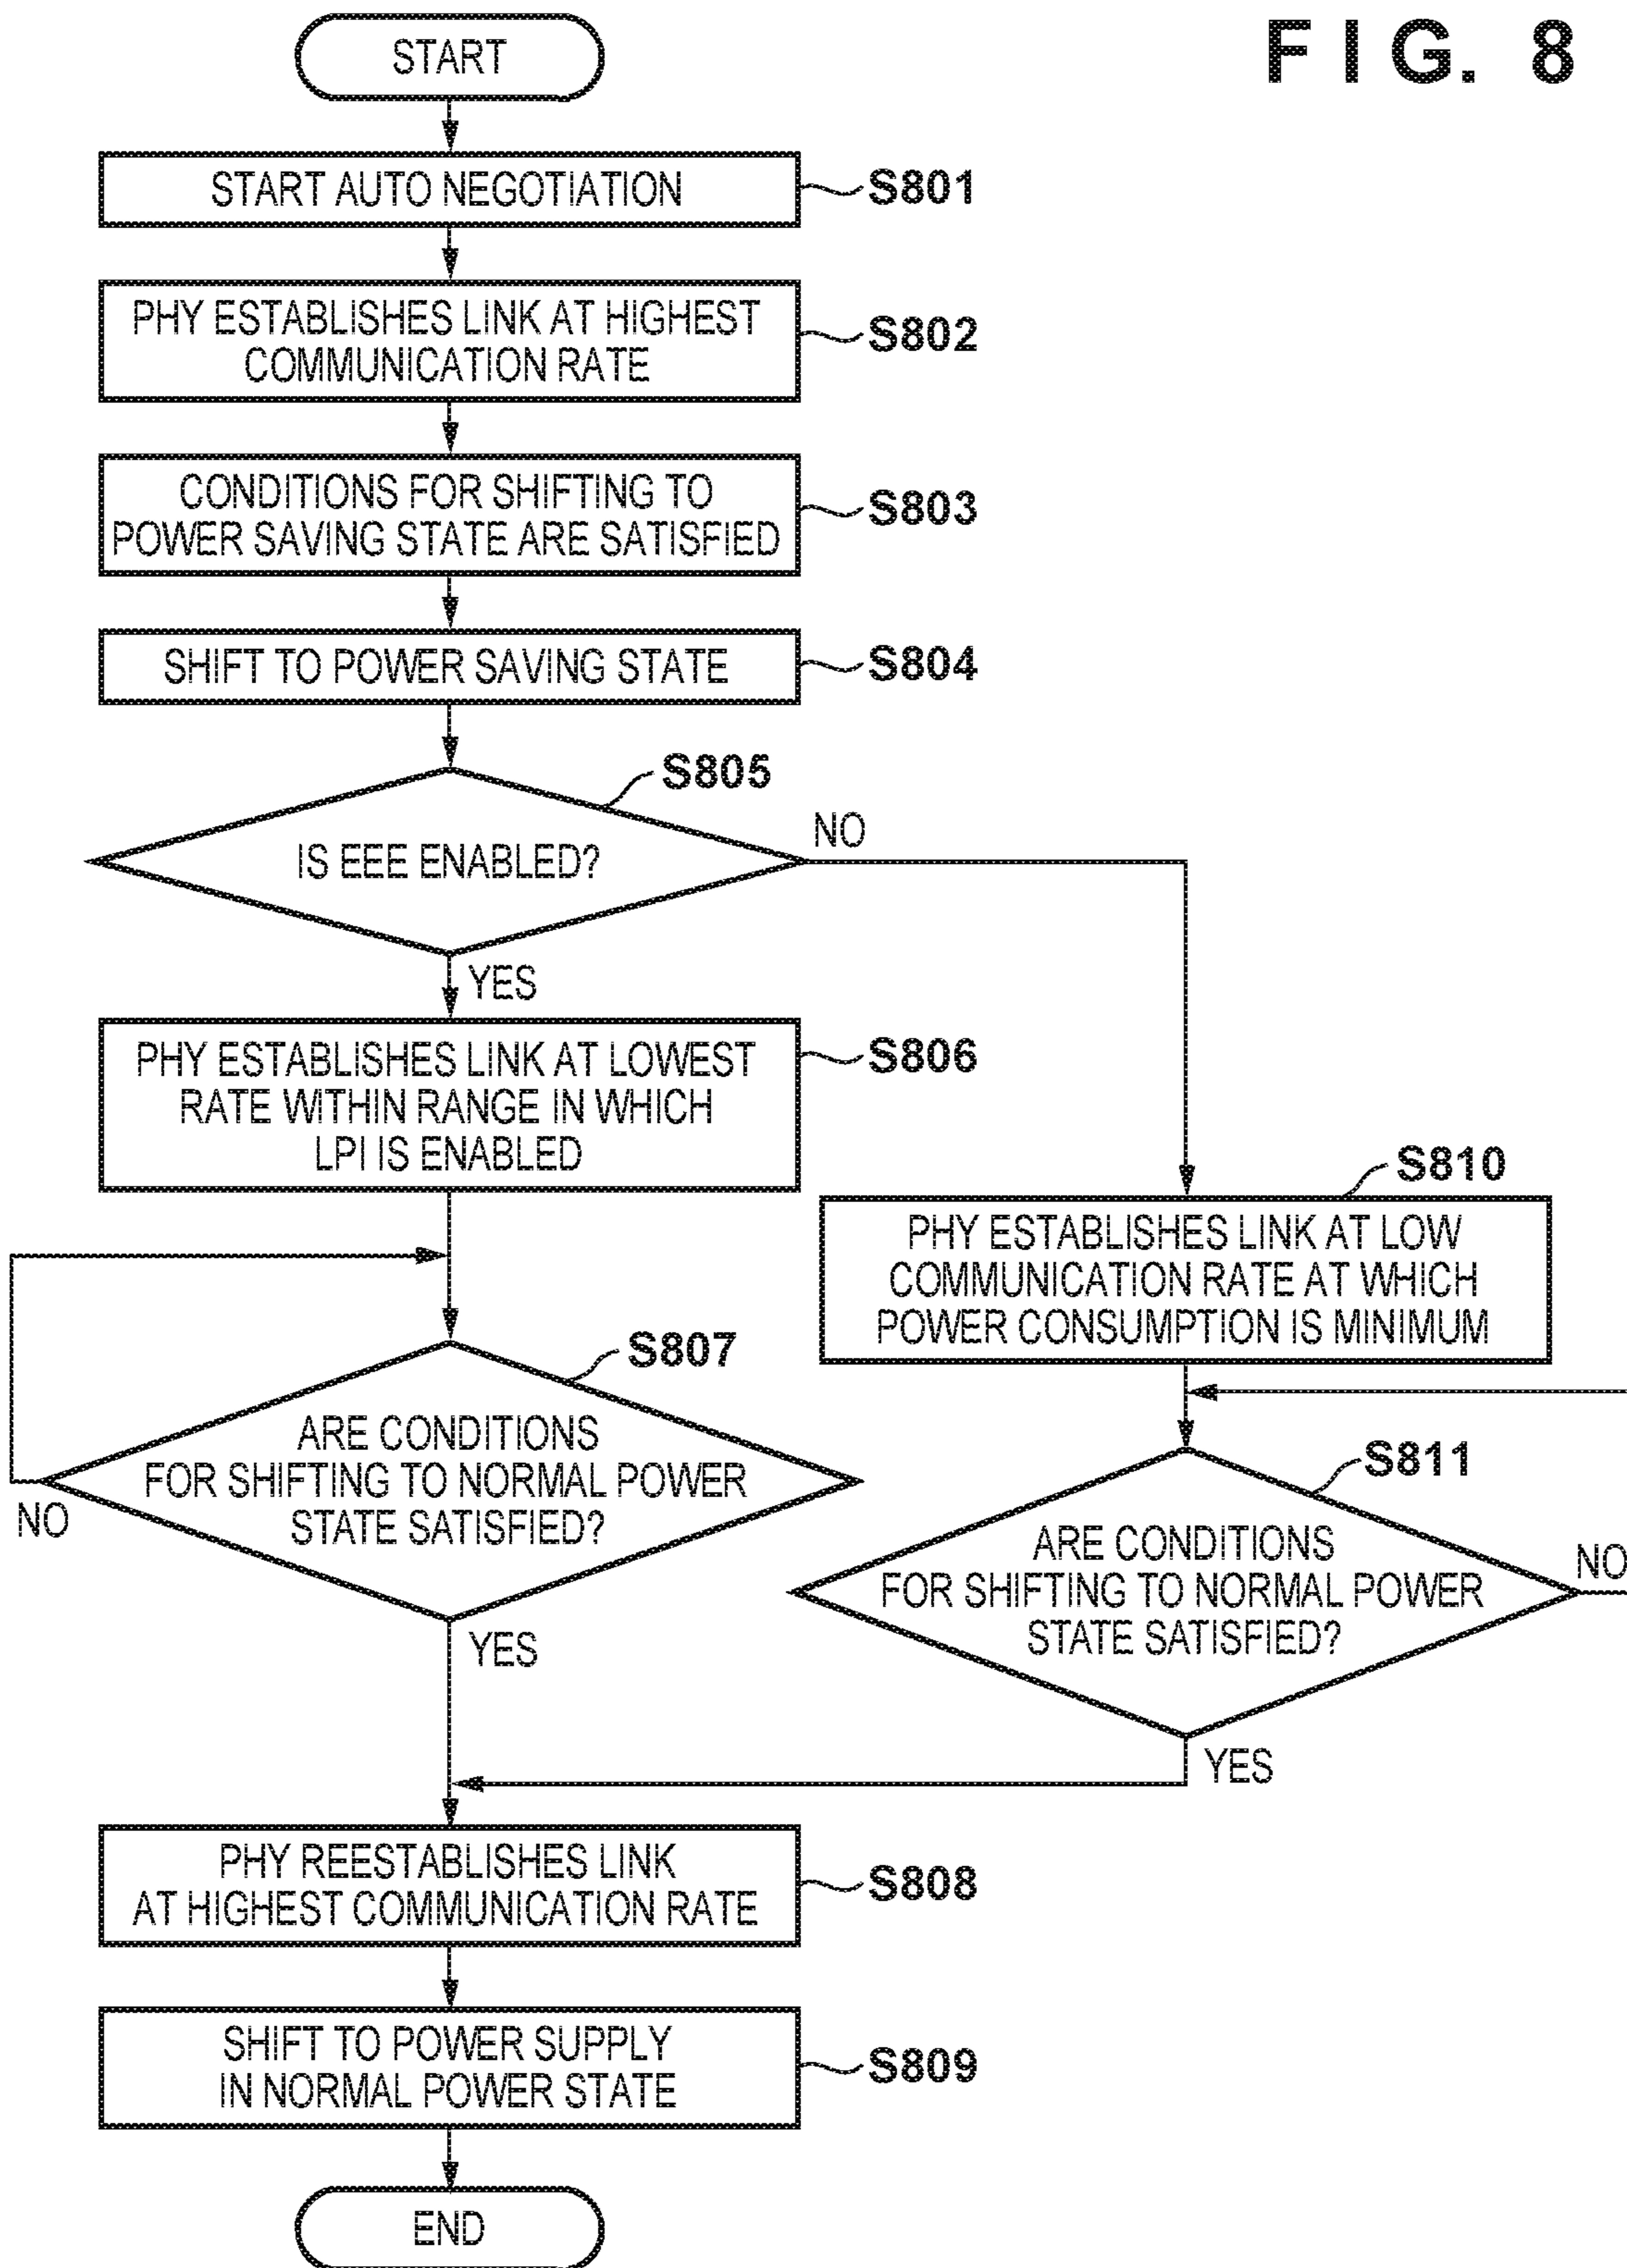 FIG. 8
START
START AUTO NEGOTIATION
S801
PHY ESTABLISHES LINK AT HIGHEST
COMMUNICATION RATE
S802
CONDITIONS FOR SHIFTING TO
POWER SAVING STATE ARE SATISFIED
S803
SHIFT TO POWER SAVING STATE
S804
S805
IS EEE ENABLED?
NO
YES
PHY ESTABLISHES LINK AT LOWEST
RATE WITHIN RANGE IN WHICH
LPI IS ENABLED
S806
S810
PHY ESTABLISHES LINK AT LOW
COMMUNICATION RATE AT WHICH
POWER CONSUMPTION IS MINIMUM
S807
ARE CONDITIONS
FOR SHIFTING TO NORMAL POWER
STATE SATISFIED?
NO
YES
S811
ARE CONDITIONS
FOR SHIFTING TO NORMAL POWER
STATE SATISFIED?
NO
YES
PHY REESTABLISHES LINK
AT HIGHEST COMMUNICATION RATE
S808
SHIFT TO POWER SUPPLY
IN NORMAL POWER STATE
S809
END